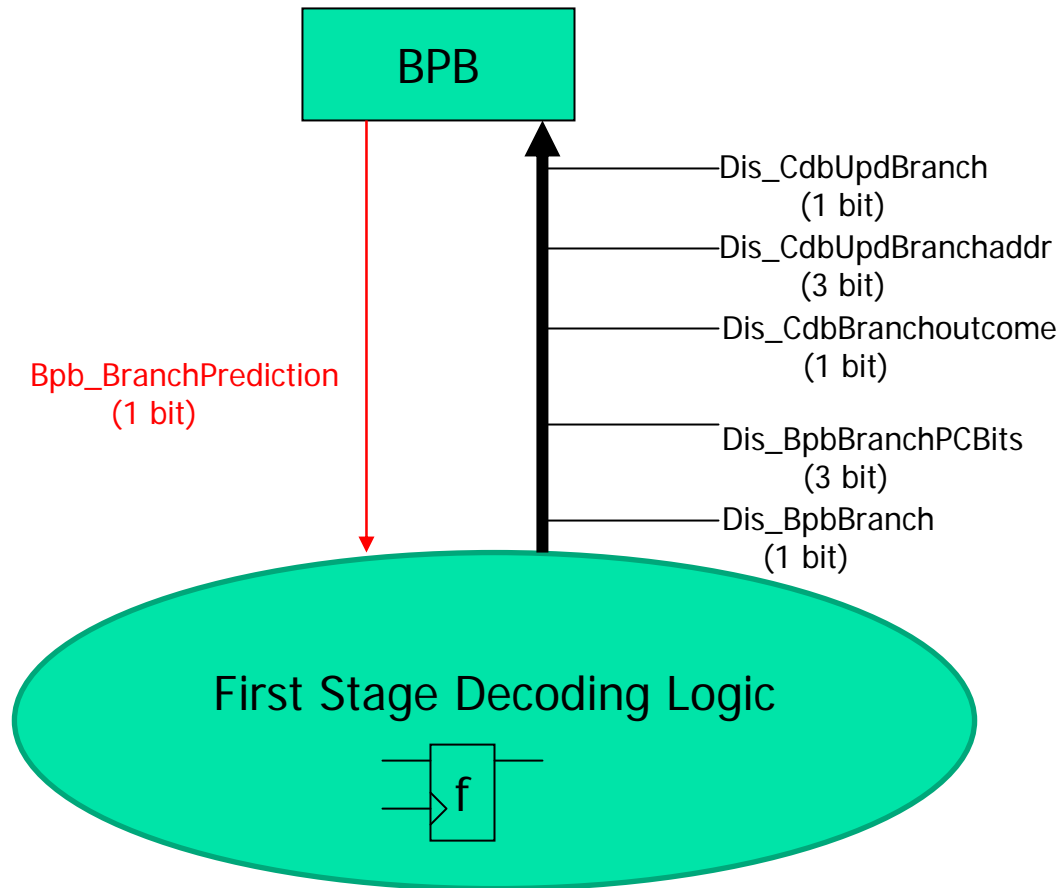 BPB
Dis_CdbUpdBranch
(1 bit)
Dis_CdbUpdBranchaddr
(3 bit)
Dis_CdbBranchoutcome
(1 bit)
Bpb_BranchPrediction
(1 bit)
Dis_BpbBranchPCBits
(3 bit)
Dis_BpbBranch
(1 bit)
First Stage Decoding Logic
f